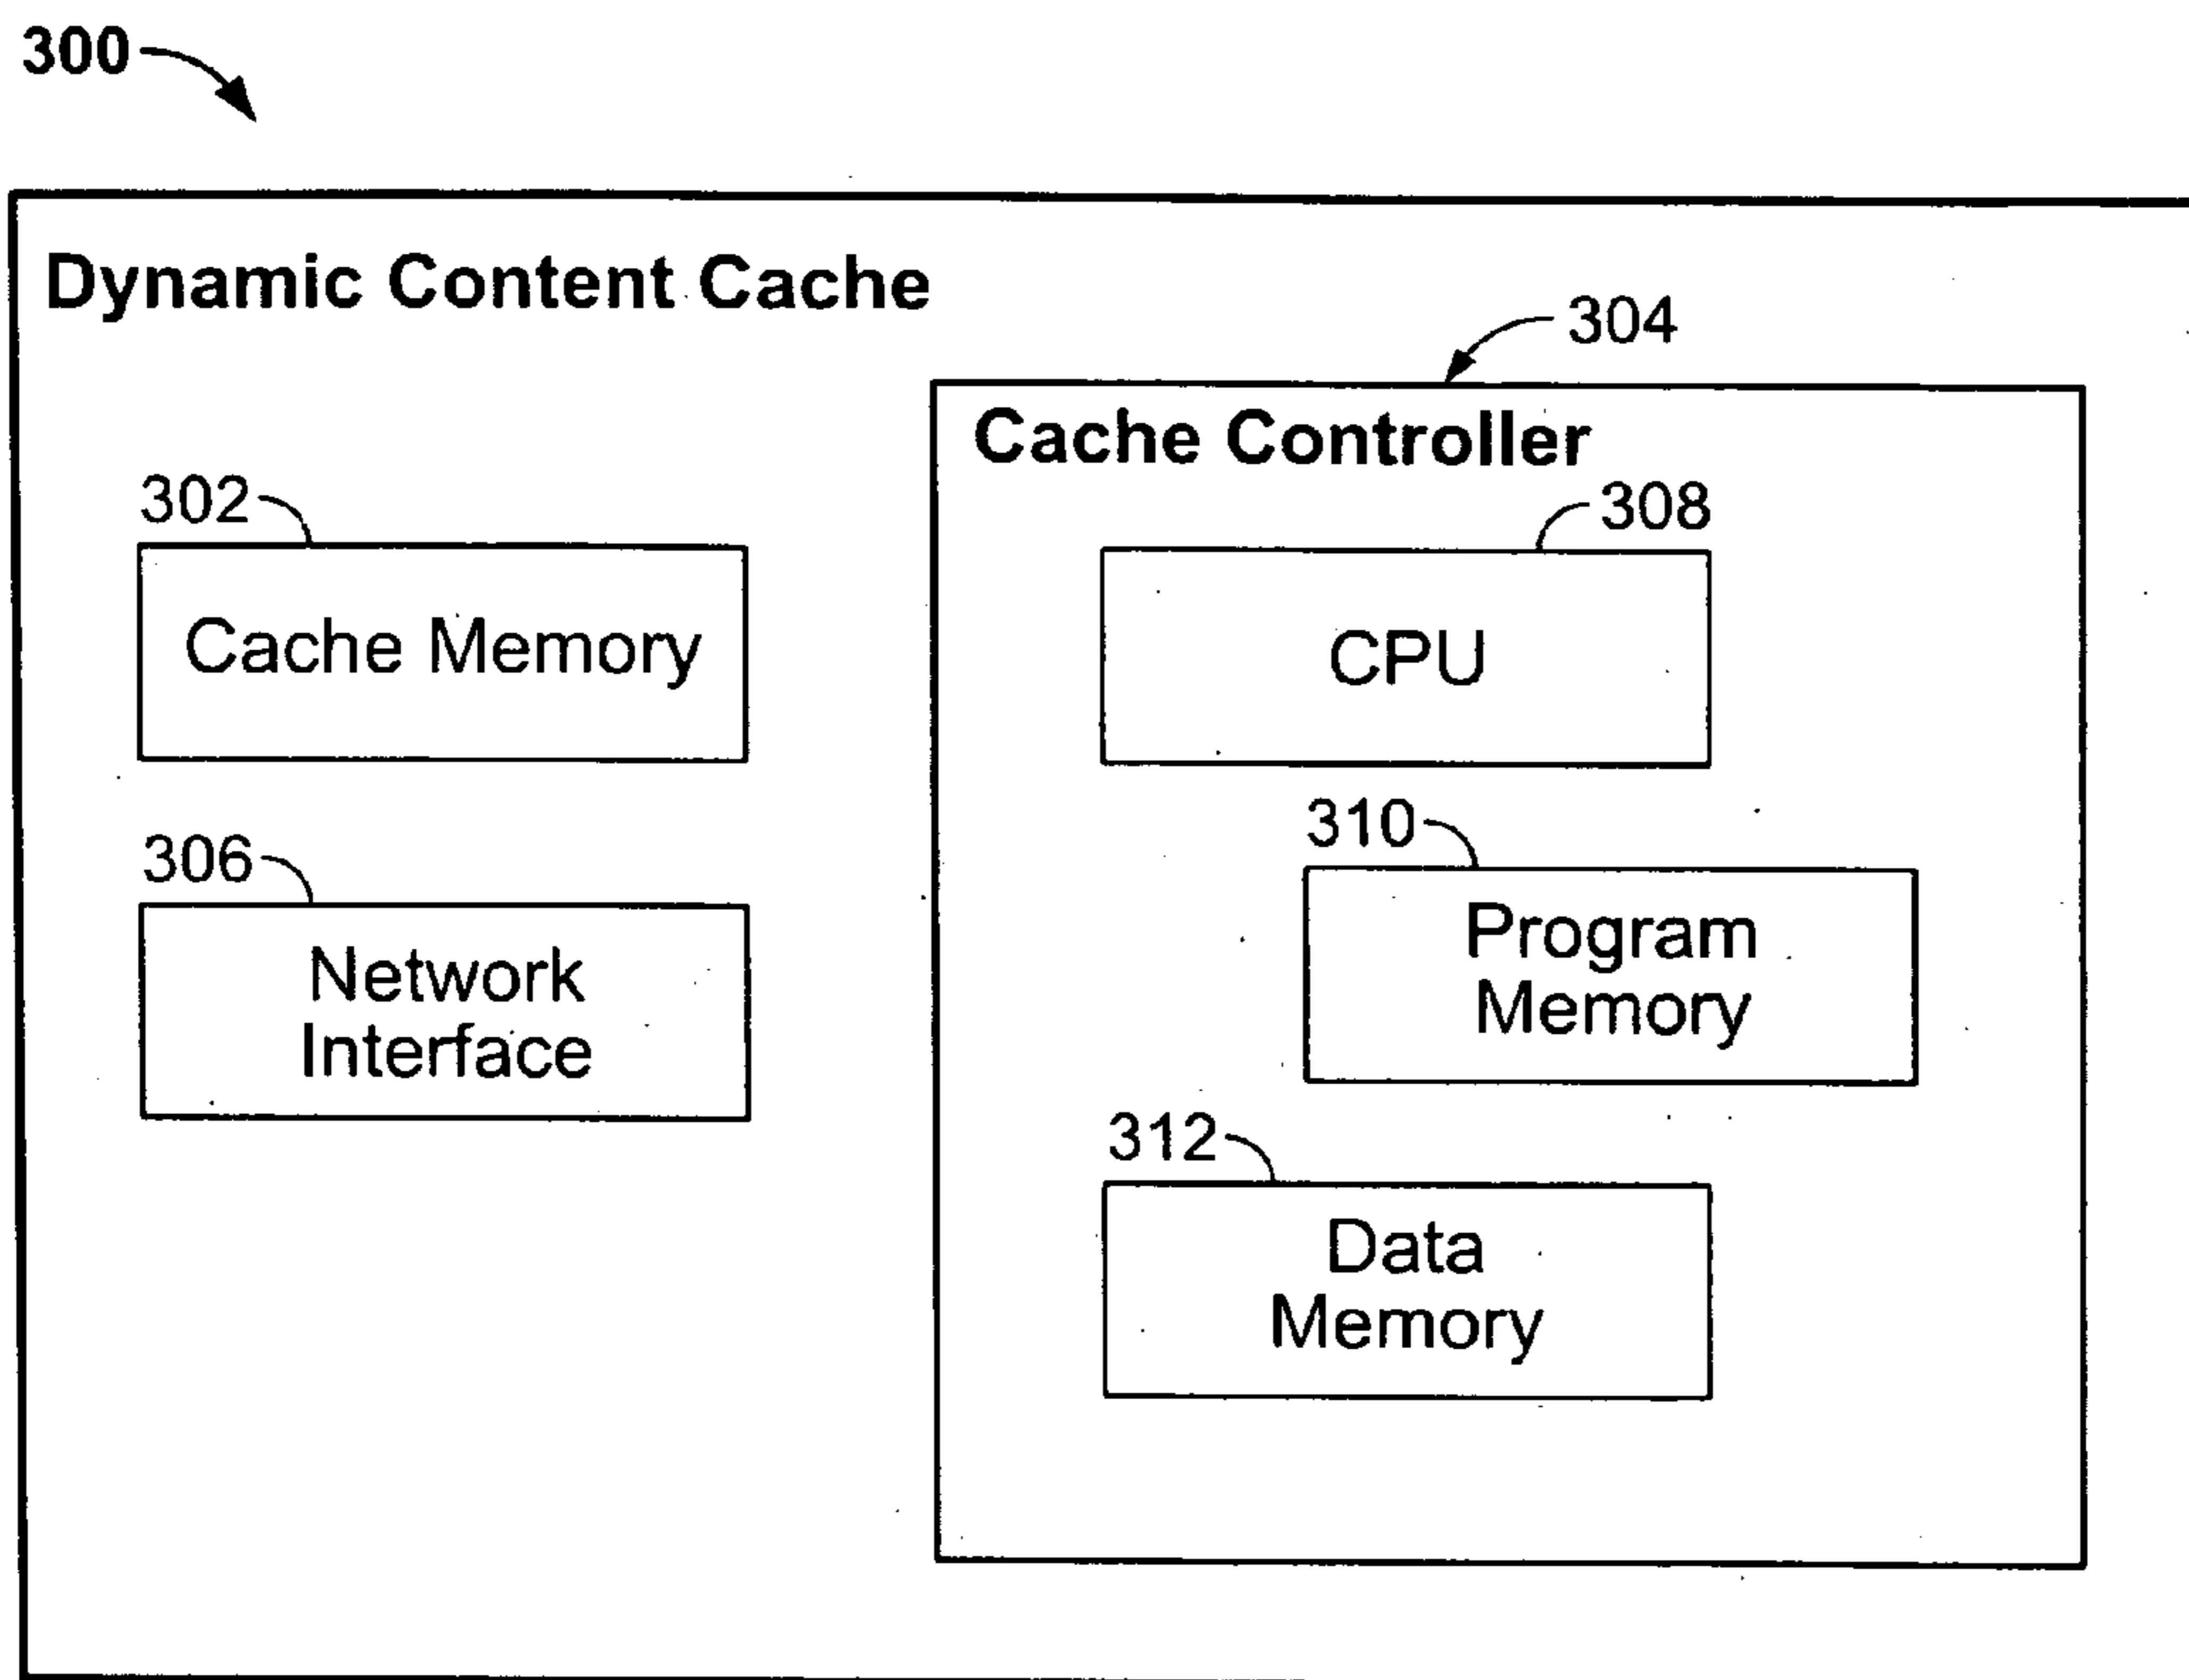 300
Dynamic Content Cache
304
Cache Controller
302
Cache Memory
308
CPU
306
Network
Interface
310
Program
Memory
312
Data
Memory